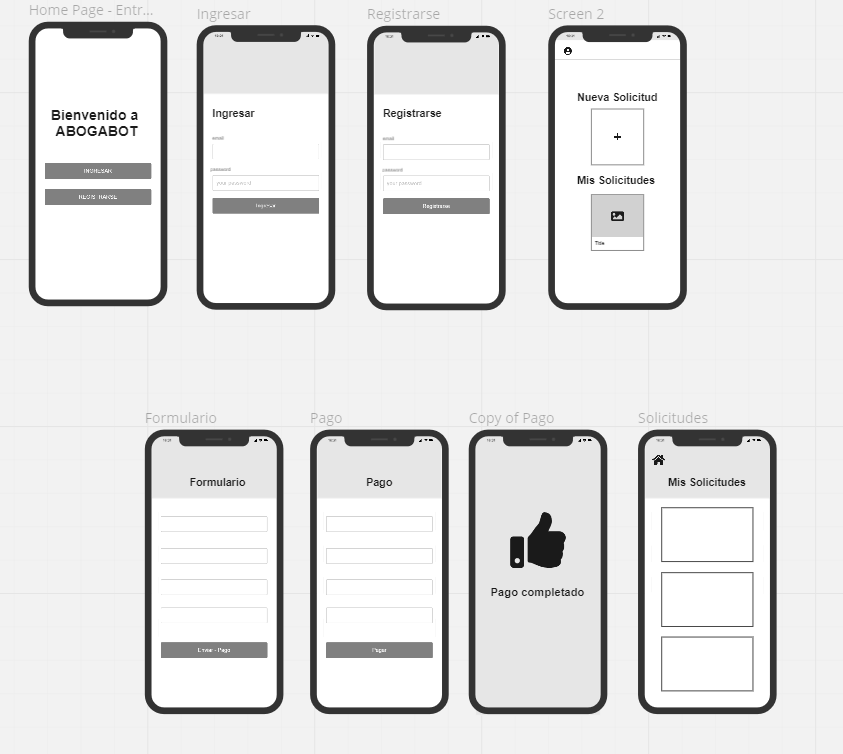 Home Page - Entr...
Bienvenido a
ABOGABOT
INGRESAR
REGISTRARSE
Ingresar
Ingresar
email
password
your password
Ingresar
Registrarse
Registrarse
email
password
your password
Registrarse
Screen 2
Nueva Solicitud
+
Mis Solicitudes
Title
Formulario
Formulario
Enviar - Pago
Pago
Pago
Pagar
Copy of Pago
Pago completado
Solicitudes
Mis Solicitudes